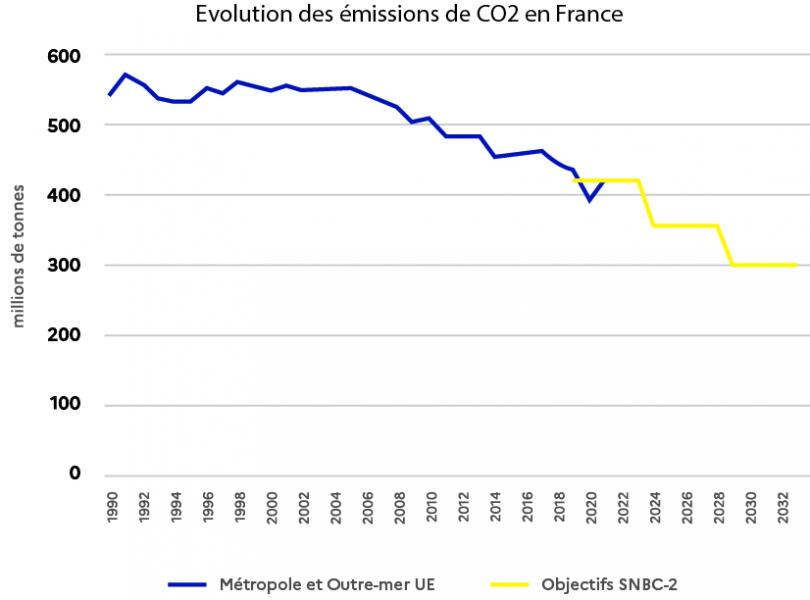 Evolution des émissions de CO2 en France
600
500
400
300
200
100
0
millions de tonnes
1990 1992 1994 1996 1998 2000 2002 2004 2006 2008 2010 2012 2014 2016 2018 2020 2022 2024 2026 2028 2030 2032
Métropole et Outre-mer UE Objectifs SNBC-2